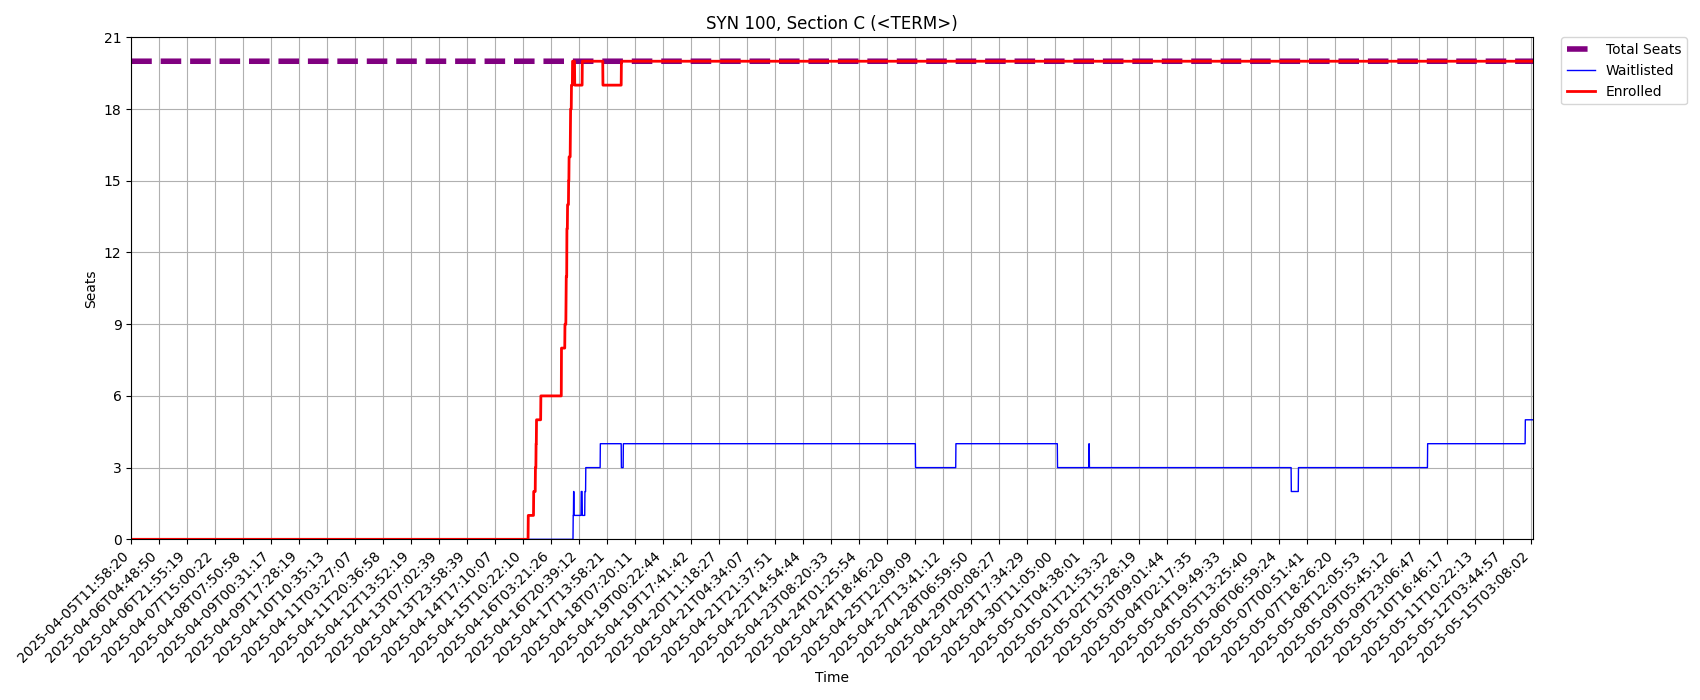 SYN 100, Section C (<TERM>)
Total Seats
Waitlisted
Enrolled
21
18
15
12
9
6
3
0
Seats
2025-04-05T11:58:20
2025-04-06T04:48:50
2025-04-06T21:55:19
2025-04-07T15:00:22
2025-04-08T07:50:58
2025-04-09T00:31:17
2025-04-09T17:28:19
2025-04-10T10:35:13
2025-04-11T03:27:07
2025-04-11T20:36:58
2025-04-12T13:52:19
2025-04-13T07:02:39
2025-04-13T23:58:39
2025-04-14T17:10:07
2025-04-15T10:22:10
2025-04-16T03:21:26
2025-04-16T20:39:12
2025-04-17T13:58:21
2025-04-18T07:20:11
2025-04-19T00:22:44
2025-04-19T17:41:42
2025-04-20T11:18:27
2025-04-21T04:34:07
2025-04-21T21:37:51
2025-04-22T14:54:44
2025-04-23T08:20:33
2025-04-24T01:25:54
2025-04-24T18:46:20
2025-04-25T12:09:09
2025-04-27T13:41:12
2025-04-28T06:59:50
2025-04-29T00:08:27
2025-04-29T17:34:29
2025-04-30T11:05:00
2025-05-01T04:38:01
2025-05-01T21:53:32
2025-05-02T15:28:19
2025-05-03T09:01:44
2025-05-04T02:17:35
2025-05-04T19:49:33
2025-05-05T13:25:40
2025-05-06T06:59:24
2025-05-07T00:51:41
2025-05-07T18:26:20
2025-05-08T12:05:53
2025-05-09T05:45:12
2025-05-09T23:06:47
2025-05-10T16:46:17
2025-05-11T10:22:13
2025-05-12T03:44:57
2025-05-15T03:08:02
Time